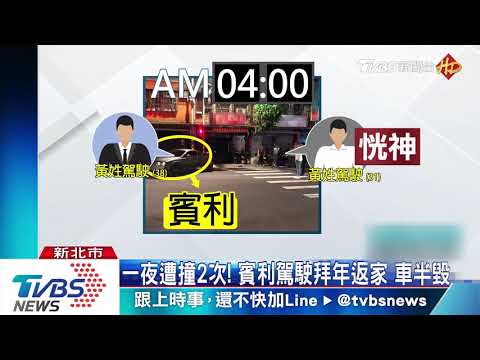 TVBS新聞台 HD
AM 04:00
恍神
黃姓駕駛(38)
黃姓駕駛(31)
賓利
新北市
一夜遭撞2次! 賓利駕駛拜年返家 車半毀
TVBS
NEWS
跟上時事,還不快加Line ▶ @tvbsnews